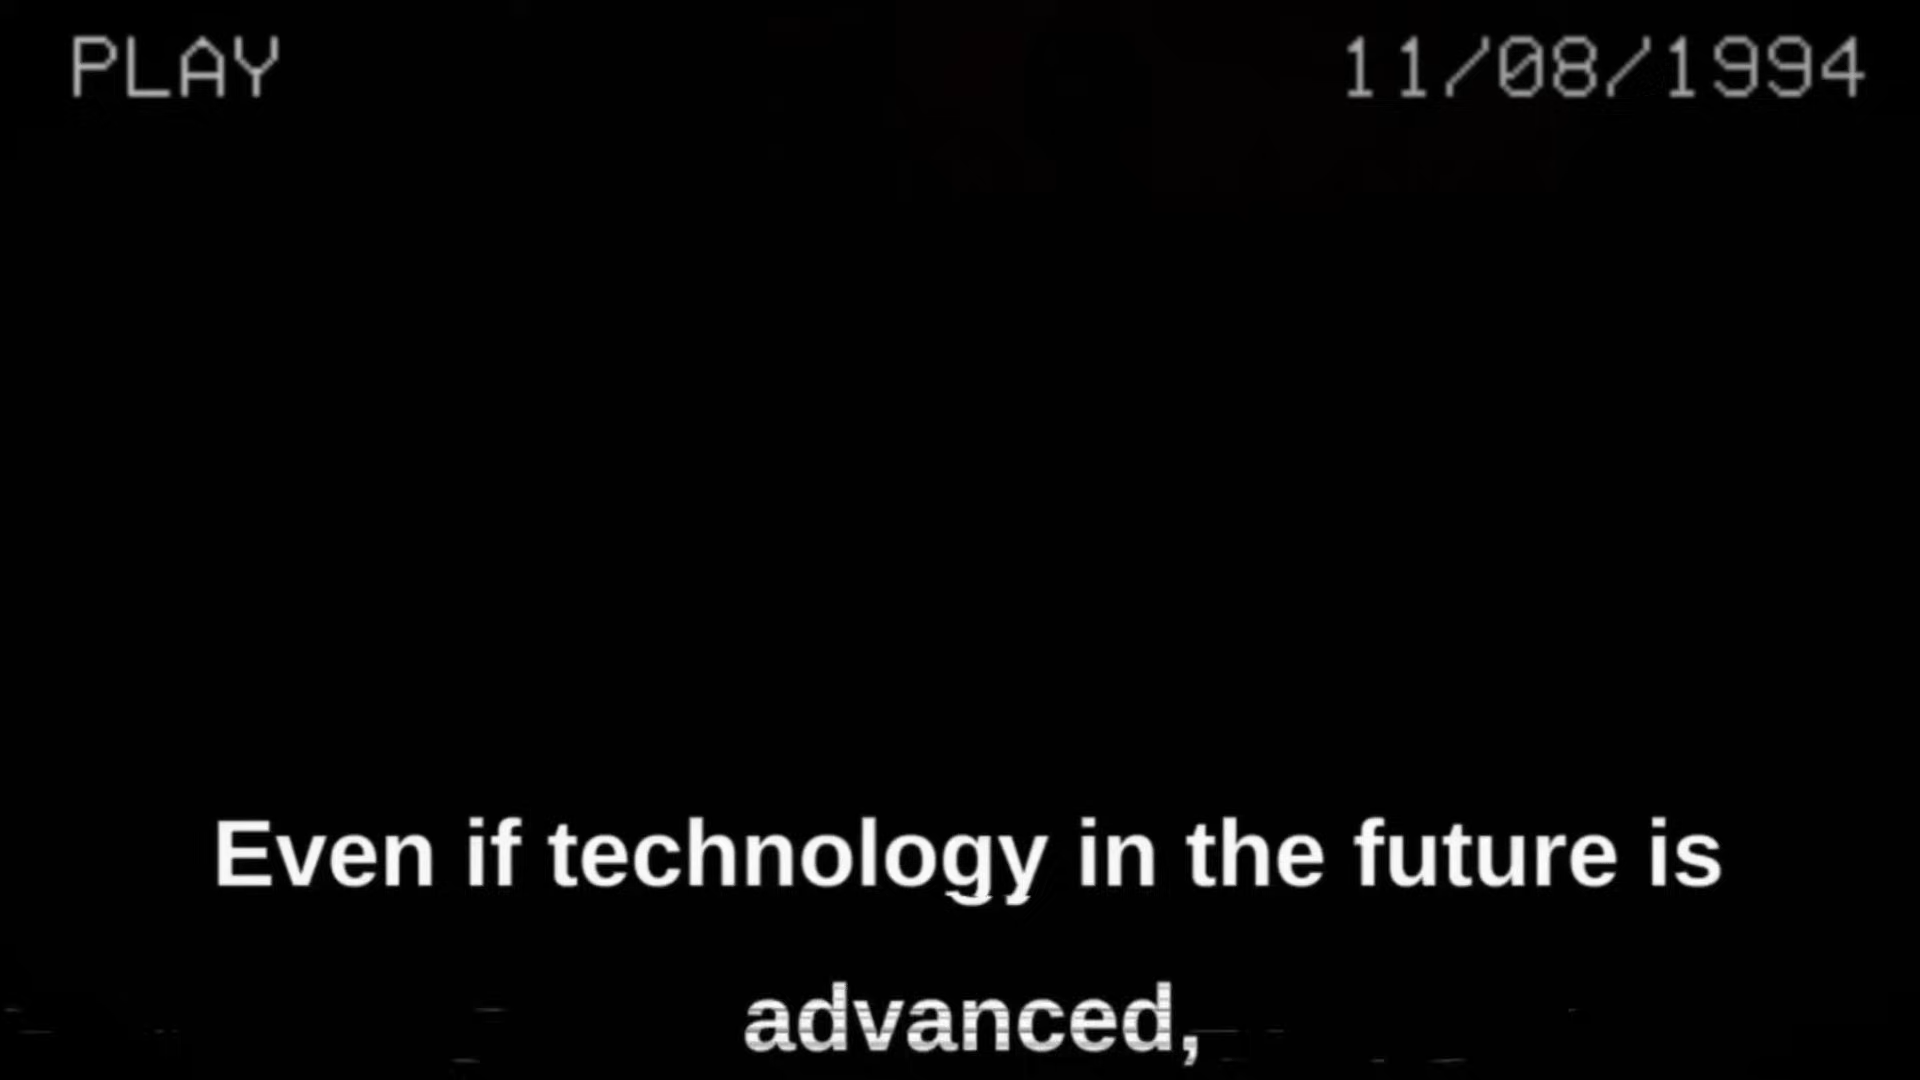 PLAY
11/08/1994
Even if technology in the future is
advanced,